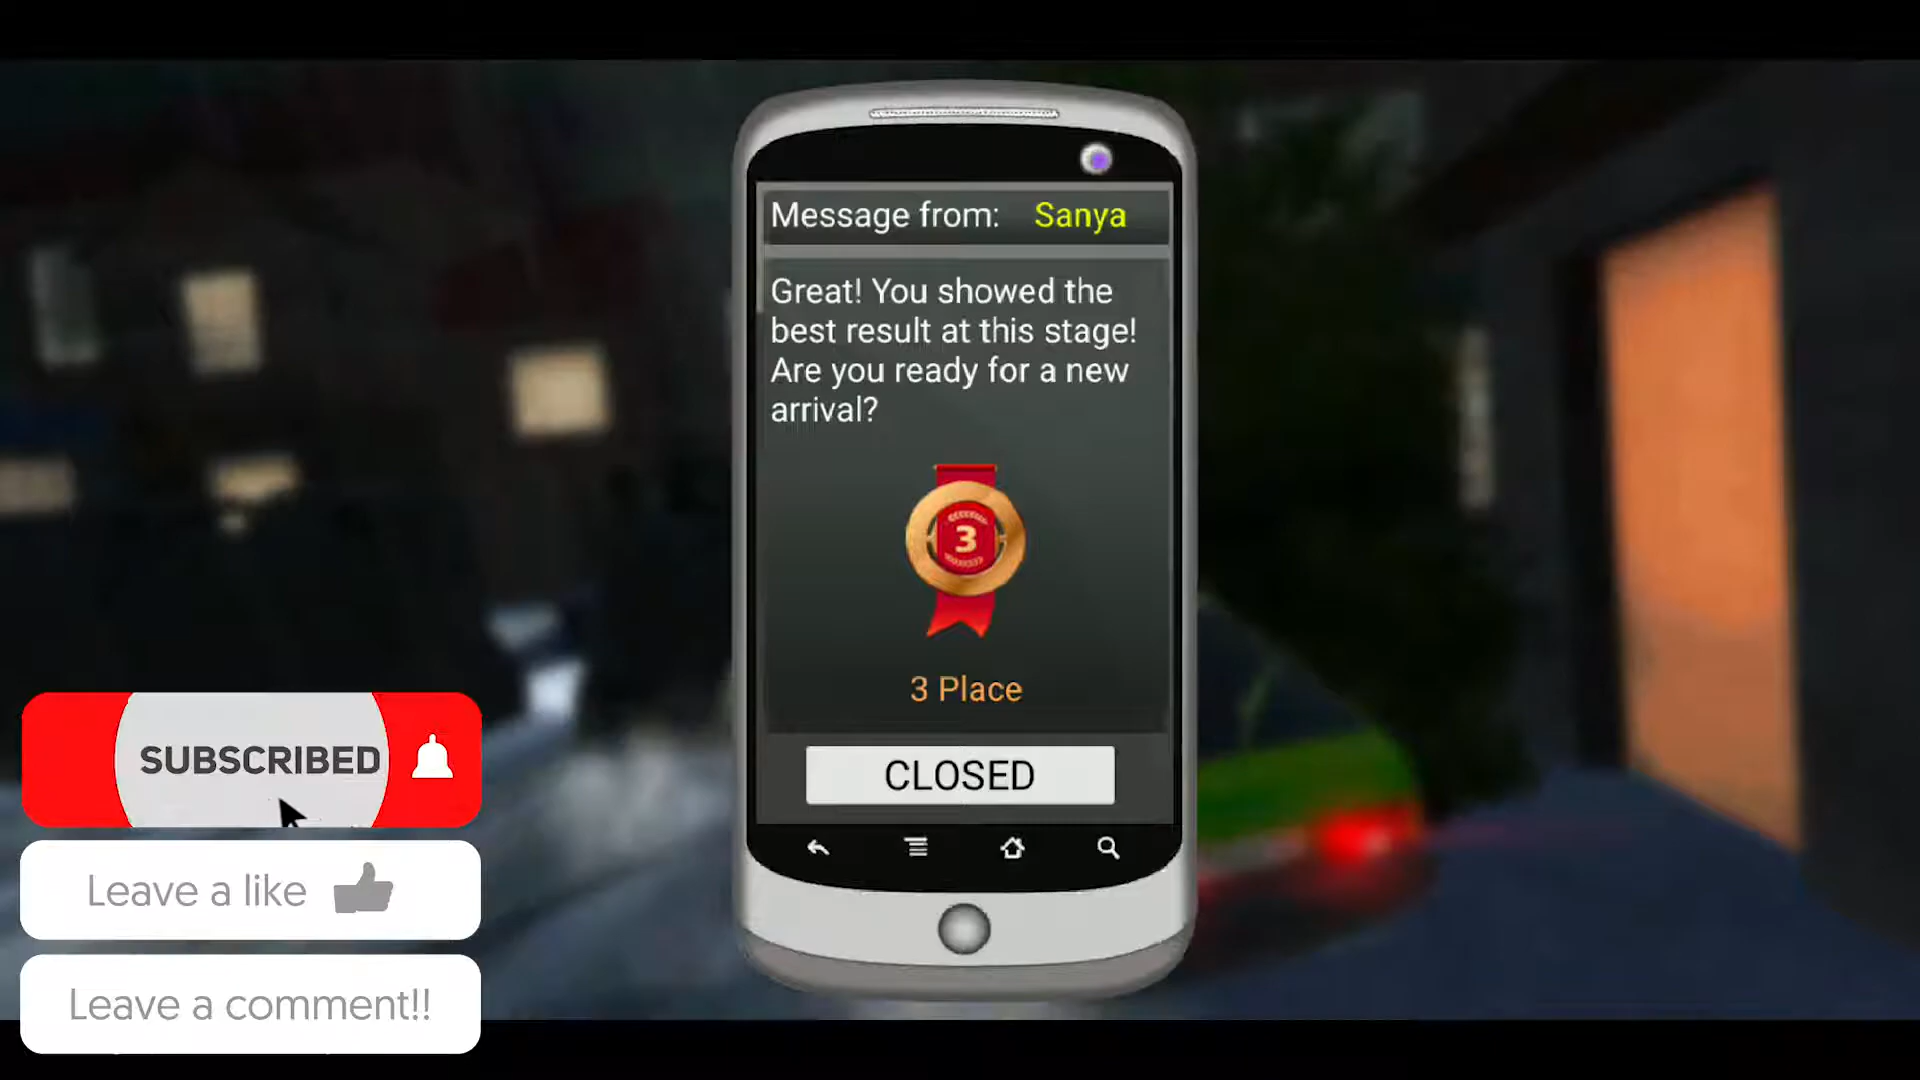 Message from: Sanya
Great! You showed the
best result at this stage!
Are you ready for a new
arrival?
3
3 Place
CLOSED
SUBSCRIBED
Leave a like
Leave a comment!!